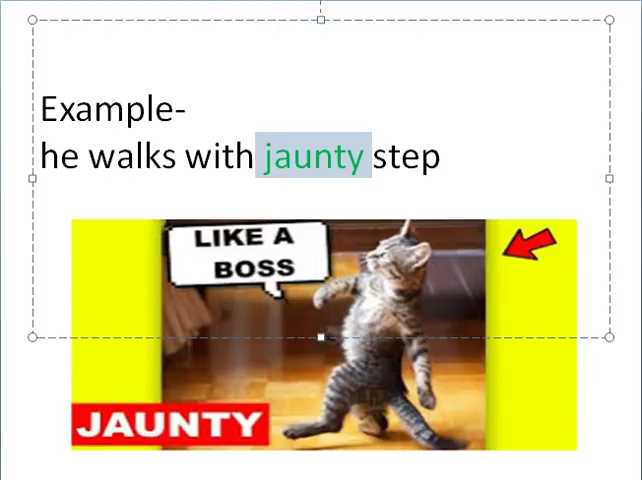 Example-
he walks with jaunty step
LIKE A
BOSS
JAUNTY